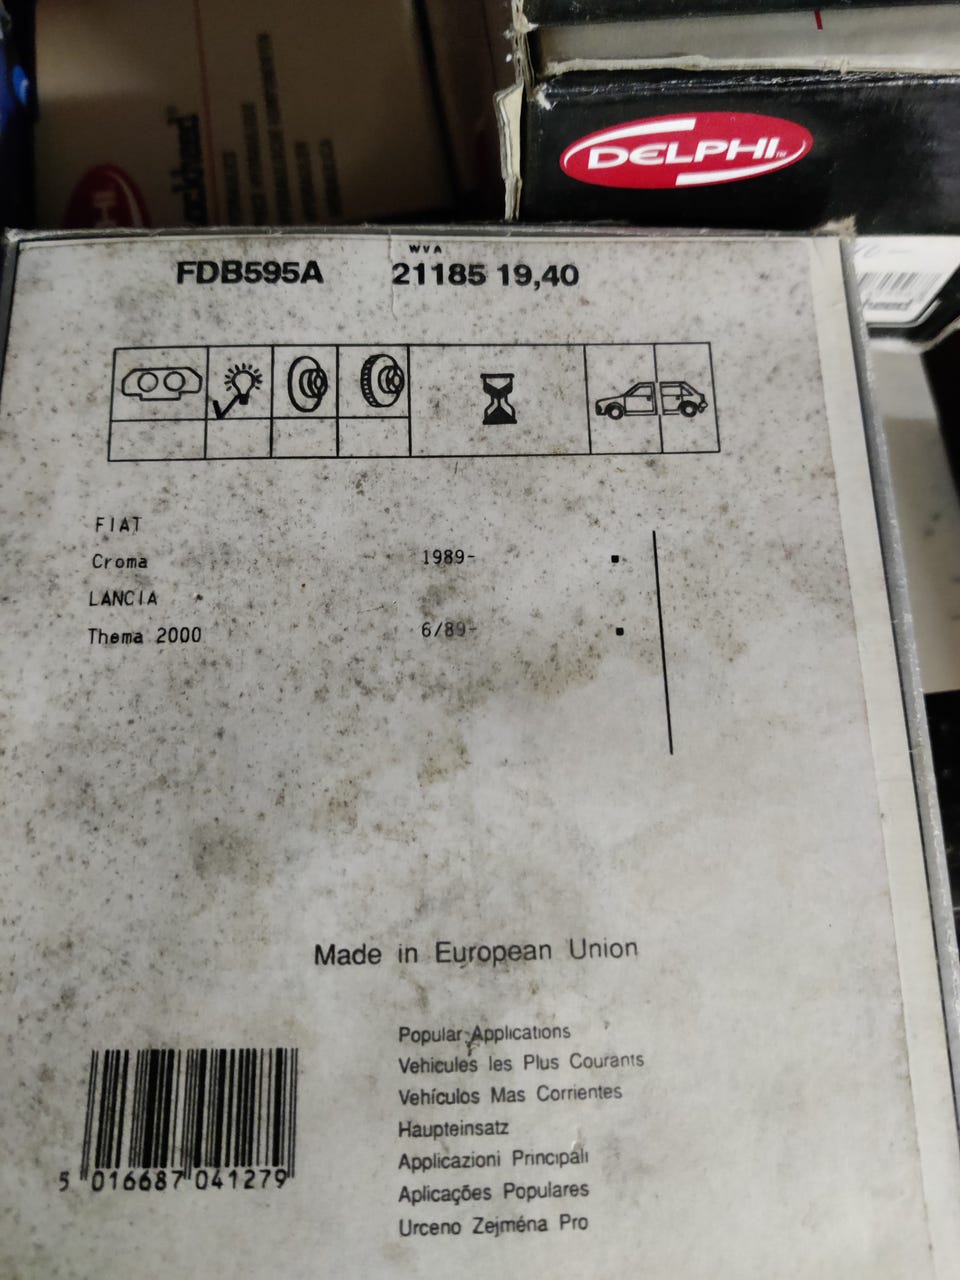 DELPHI
WVA
FDB595A 21185 19,40
FIAT
Croma 1989-
LANCIA
Thema 2000 6/89-
Made in European Union
Popular Applications
Vehicules les Plus Courants
Vehículos Mas Corrientes
Haupteinsatz
Applicazioni Principali
Aplicações Populares
Urceno Zejména Pro
5 016687 041279